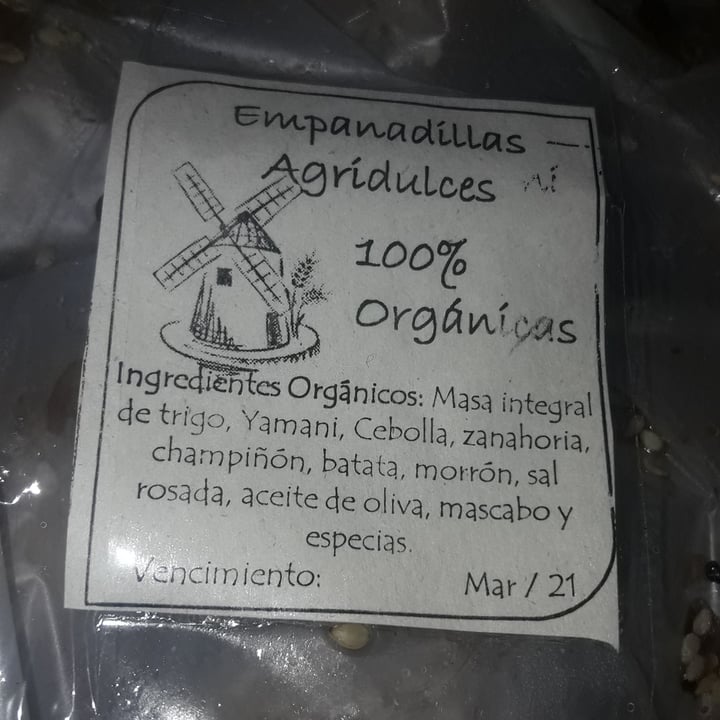 Empanadillas
Agridulces
100%
Orgánicas
Ingredientes Orgánicos: Masa integral
de trigo, Yamani, Cebolla, zanahoria,
champiñón, batata, morrón, sal
rosada, aceite de oliva, mascabo y
especias.
Vencimiento: Mar / 21